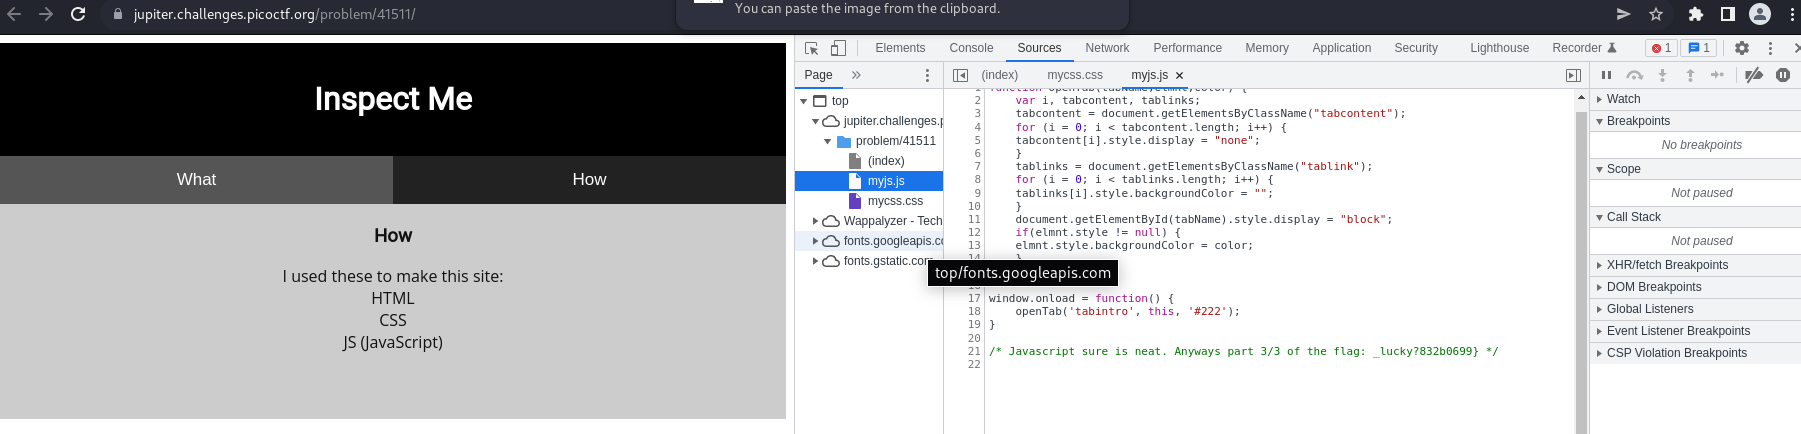 jupiter.challenges.picoctf.org/problem/41511/
You can paste the image from the clipboard.
Inspect Me
What
How
How
I used these to make this site:
HTML
CSS
JS (JavaScript)
Elements Console Sources Network Performance Memory Application Security Lighthouse Recorder 1 1
Page
top
jupiter.challenges.p
problem/41511
(index)
myjs.js
mycss.css
Wappalyzer - Tech
fonts.googleapis.co
fonts.gstatic.com
top/fonts.googleapis.com
(index) mycss.css myjs.js
1 function openTab(tabName,elmnt,color) {
2 var i, tabcontent, tablinks;
3 tabcontent = document.getElementsByClassName("tabcontent");
4 for (i = 0; i < tabcontent.length; i++) {
5 tabcontent[i].style.display = "none";
6 }
7 tablinks = document.getElementsByClassName("tablink");
8 for (i = 0; i < tablinks.length; i++) {
9 tablinks[i].style.backgroundColor = "";
10 }
11 document.getElementById(tabName).style.display = "block";
12 if(elmnt.style != null) {
13 elmnt.style.backgroundColor = color;
14 }
16
17 window.onload = function() {
18 openTab('tabintro', this, '#222');
19 }
20
21 /* Javascript sure is neat. Anyways part 3/3 of the flag: _lucky?832b0699} */
22
Watch
Breakpoints
No breakpoints
Scope
Not paused
Call Stack
Not paused
XHR/fetch Breakpoints
DOM Breakpoints
Global Listeners
Event Listener Breakpoints
CSP Violation Breakpoints